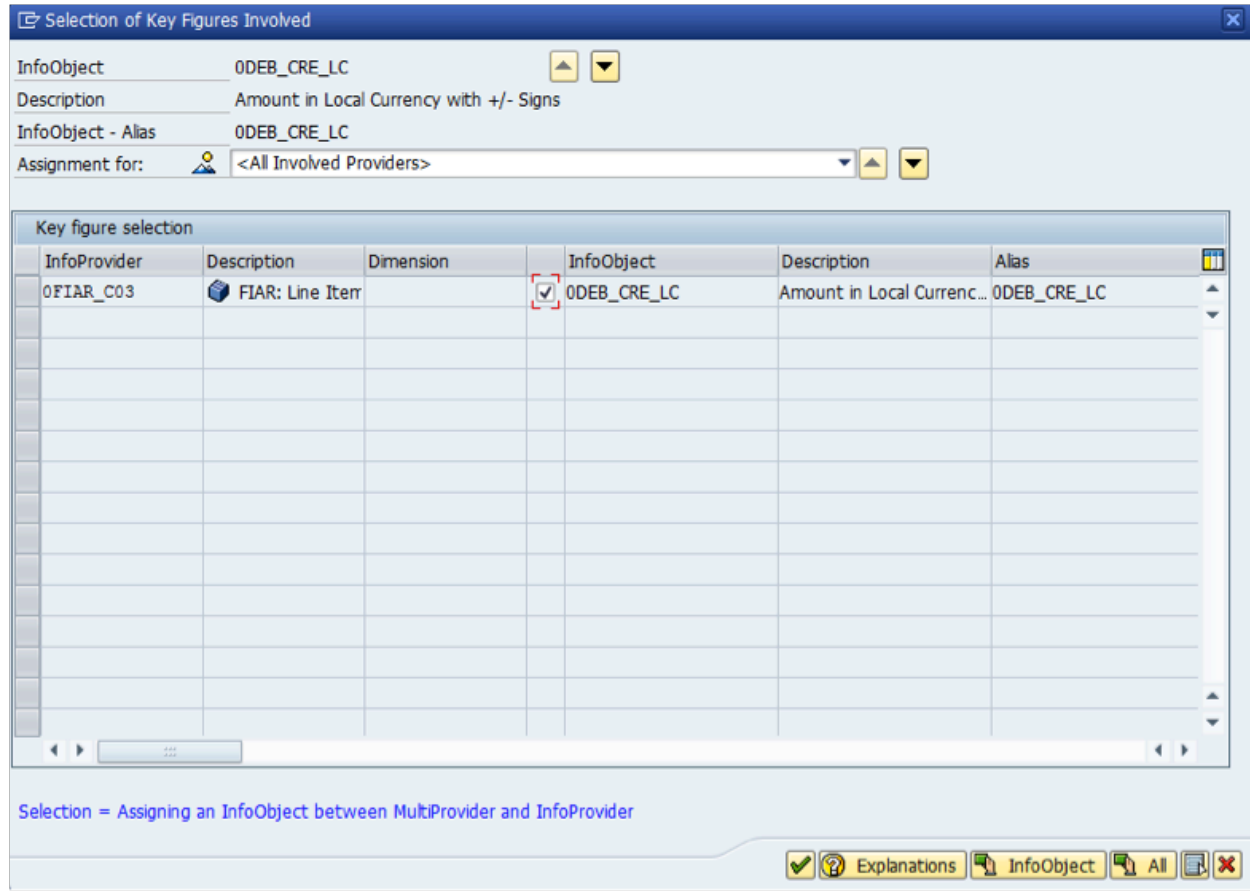 Selection of Key Figures Involved
InfoObject 0DEB_CRE_LC
Description Amount in Local Currency with +/- Signs
InfoObject - Alias 0DEB_CRE_LC
Assignment for: <All Involved Providers>
Key figure selection
InfoProvider Description Dimension InfoObject Description Alias
0FIAR_C03 FIAR: Line Iterr 0DEB_CRE_LC Amount in Local Currenc... 0DEB_CRE_LC
Selection = Assigning an InfoObject between MultiProvider and InfoProvider
Explanations InfoObject All